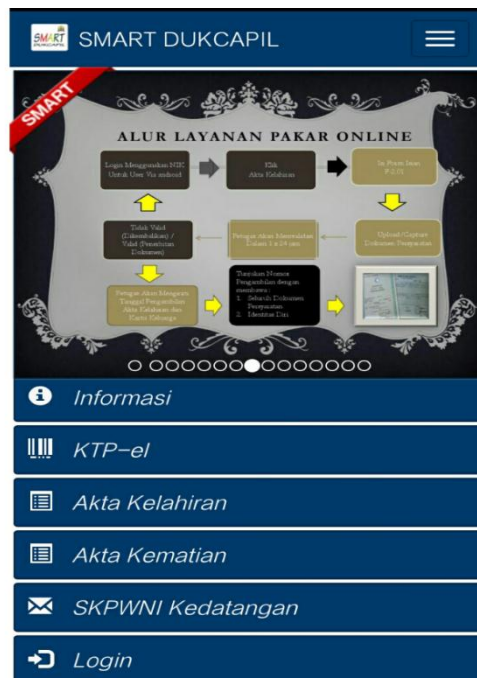 SMART
DUKCAPIL
SMART DUKCAPIL
SMART
ALUR LAYANAN PAKAR ONLINE
Login Menggunakan NIK
Untuk User Via android
Klik
Akta Kelahiran
Isi Form Isian
F-2.01
Tidak Valid
(Dikembalikan) /
Valid (Penerbitan
Dokumen)
Petugas Akan Memvalidasi
Dalam 1 x 24 jam
Upload/Capture
Dokumen Persyaratan
Petugas Akan Mengirim
Tanggal Pengambilan
Akta Kelahiran dan
Kartu Keluarga
Tunjukan Nomor
Pengambilan dengan
membawa :
1. Seluruh Dokumen
Persyaratan
2. Identitas Diri
Informasi
KTP-el
Akta Kelahiran
Akta Kematian
SKPWNI Kedatangan
Login